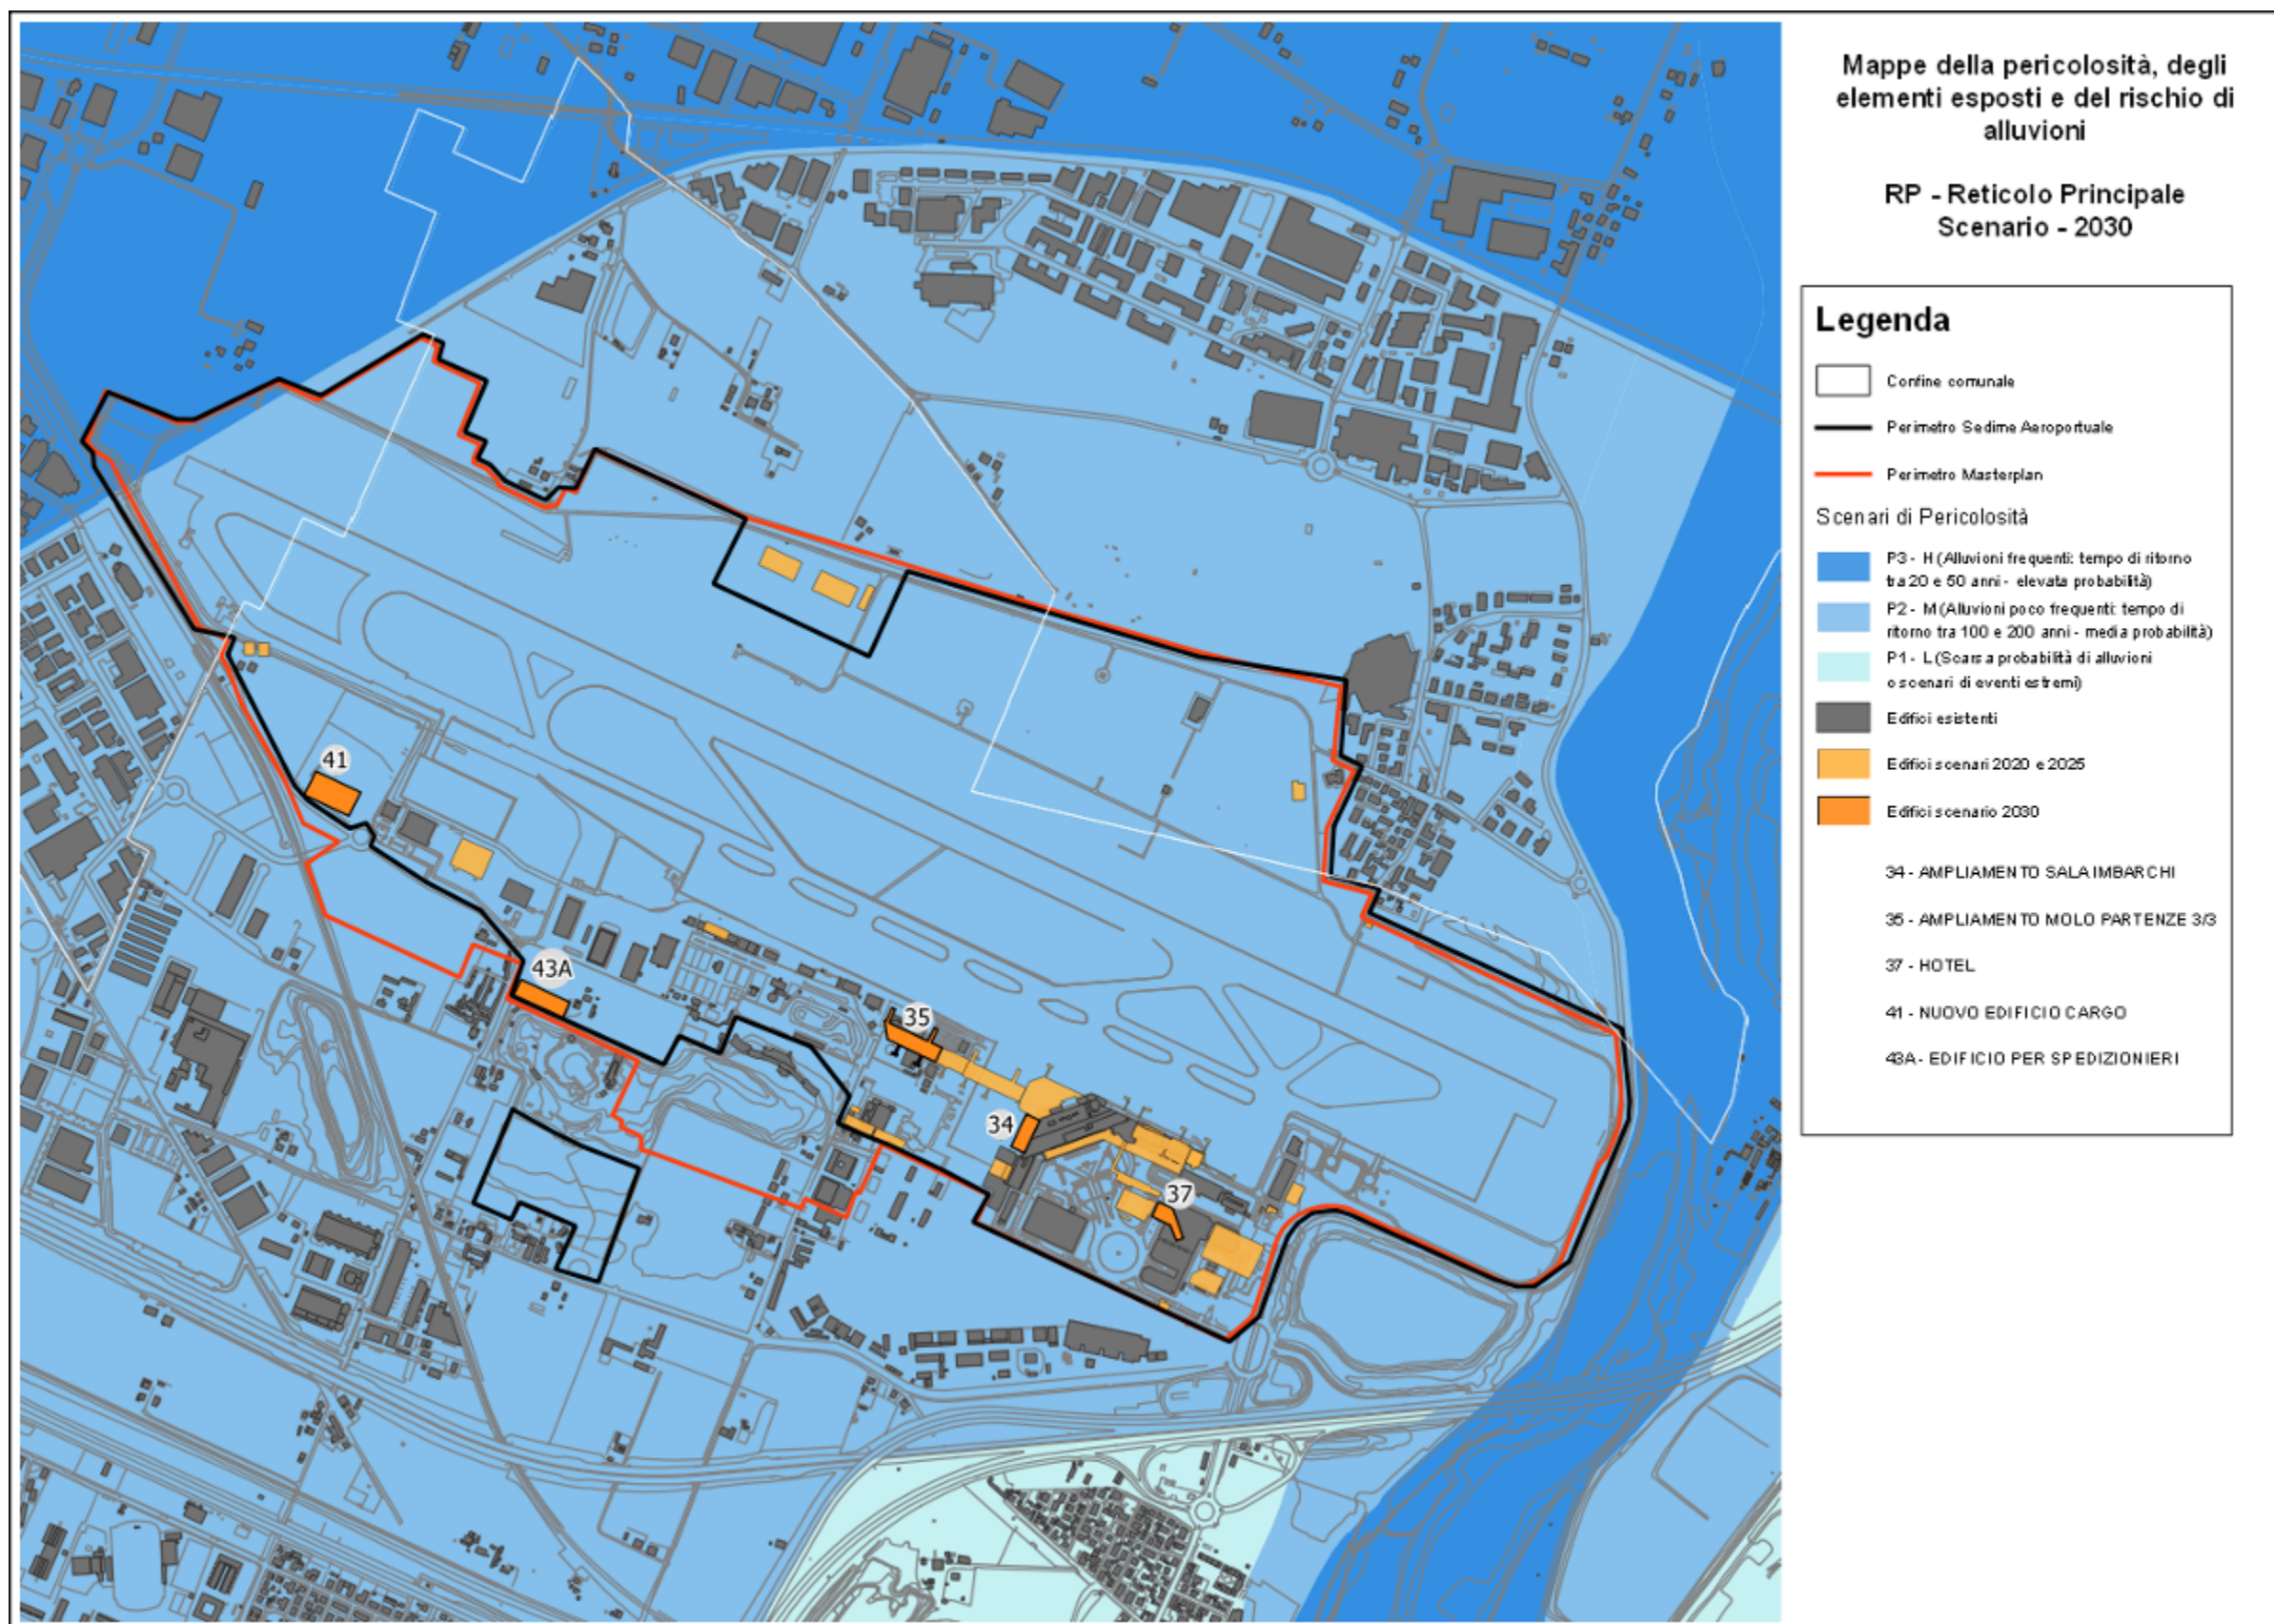 Mappe della pericolosità, degli
elementi esposti e del rischio di
alluvioni
RP - Reticolo Principale
Scenario - 2030
Legenda
Confine comunale
Perimetro Sedime Aeroportuale
Perimetro Masterplan
Scenari di Pericolosità
P3 - H (Alluvioni frequenti: tempo di ritorno
tra 20 e 50 anni - elevata probabilità)
P2 - M (Alluvioni poco frequenti: tempo di
ritorno tra 100 e 200 anni - media probabilità)
P1 - L (Scarsa probabilità di alluvioni
o scenari di eventi estremi)
Edifici esistenti
Edifici scenari 2020 e 2025
Edifici scenario 2030
34 - AMPLIAMENTO SALA IMBARCHI
35 - AMPLIAMENTO MOLO PARTENZE 3/3
37 - HOTEL
41 - NUOVO EDIFICIO CARGO
43A - EDIFICIO PER SPEDIZIONIERI
41
43A
35
34
37